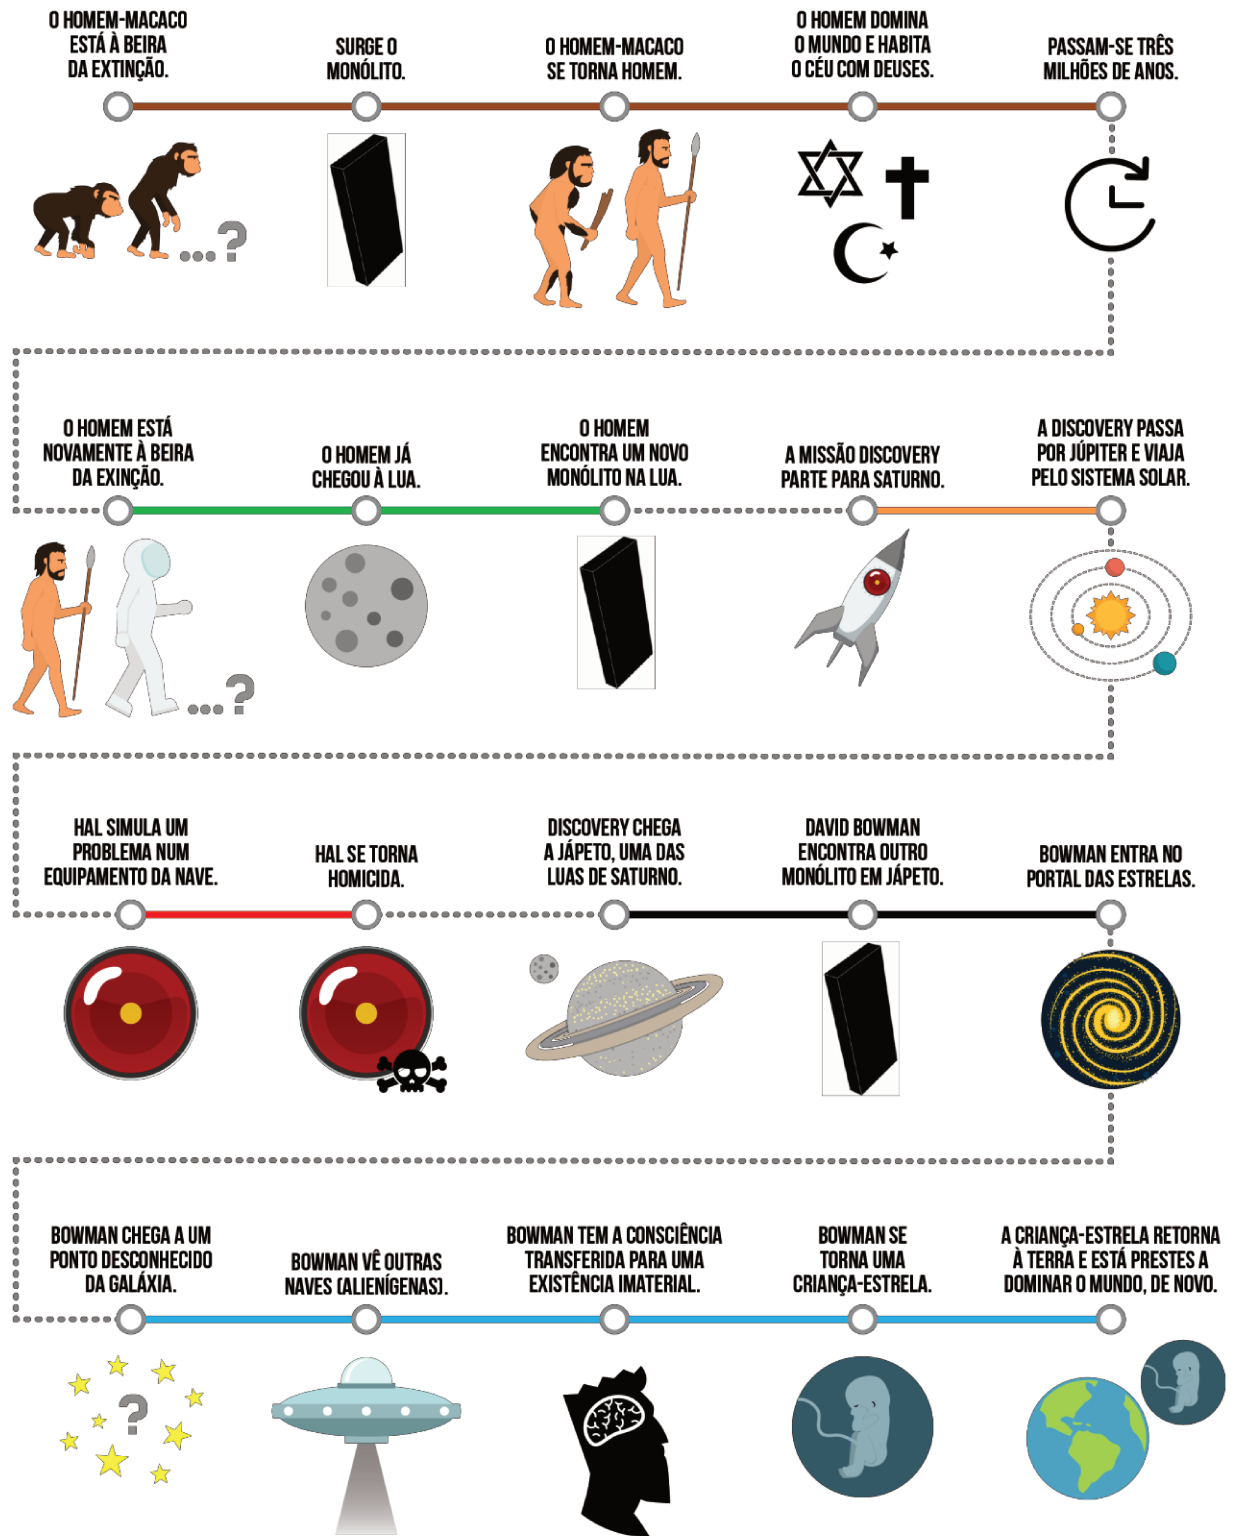 O HOMEM-MACACO
ESTÁ À BEIRA
DA EXTINÇÃO.
SURGE O
MONÓLITO.
O HOMEM-MACACO
SE TORNA HOMEM.
O HOMEM DOMINA
O MUNDO E HABITA
O CÉU COM DEUSES.
PASSAM-SE TRÊS
MILHÕES DE ANOS.
...?
O HOMEM ESTÁ
NOVAMENTE À BEIRA
DA EXINÇÃO.
O HOMEM JÁ
CHEGOU À LUA.
O HOMEM
ENCONTRA UM NOVO
MONÓLITO NA LUA.
A MISSÃO DISCOVERY
PARTE PARA SATURNO.
A DISCOVERY PASSA
POR JÚPITER E VIAJA
PELO SISTEMA SOLAR.
...?
HAL SIMULA UM
PROBLEMA NUM
EQUIPAMENTO DA NAVE.
HAL SE TORNA
HOMICIDA.
DISCOVERY CHEGA
A JÁPETO, UMA DAS
LUAS DE SATURNO.
DAVID BOWMAN
ENCONTRA OUTRO
MONÓLITO EM JÁPETO.
BOWMAN ENTRA NO
PORTAL DAS ESTRELAS.
BOWMAN CHEGA A UM
PONTO DESCONHECIDO
DA GALÁXIA.
BOWMAN VÊ OUTRAS
NAVES (ALIENÍGENAS).
BOWMAN TEM A CONSCIÊNCIA
TRANSFERIDA PARA UMA
EXISTÊNCIA IMATERIAL.
BOWMAN SE
TORNA UMA
CRIANÇA-ESTRELA.
A CRIANÇA-ESTRELA RETORNA
À TERRA E ESTÁ PRESTES A
DOMINAR O MUNDO, DE NOVO.
?